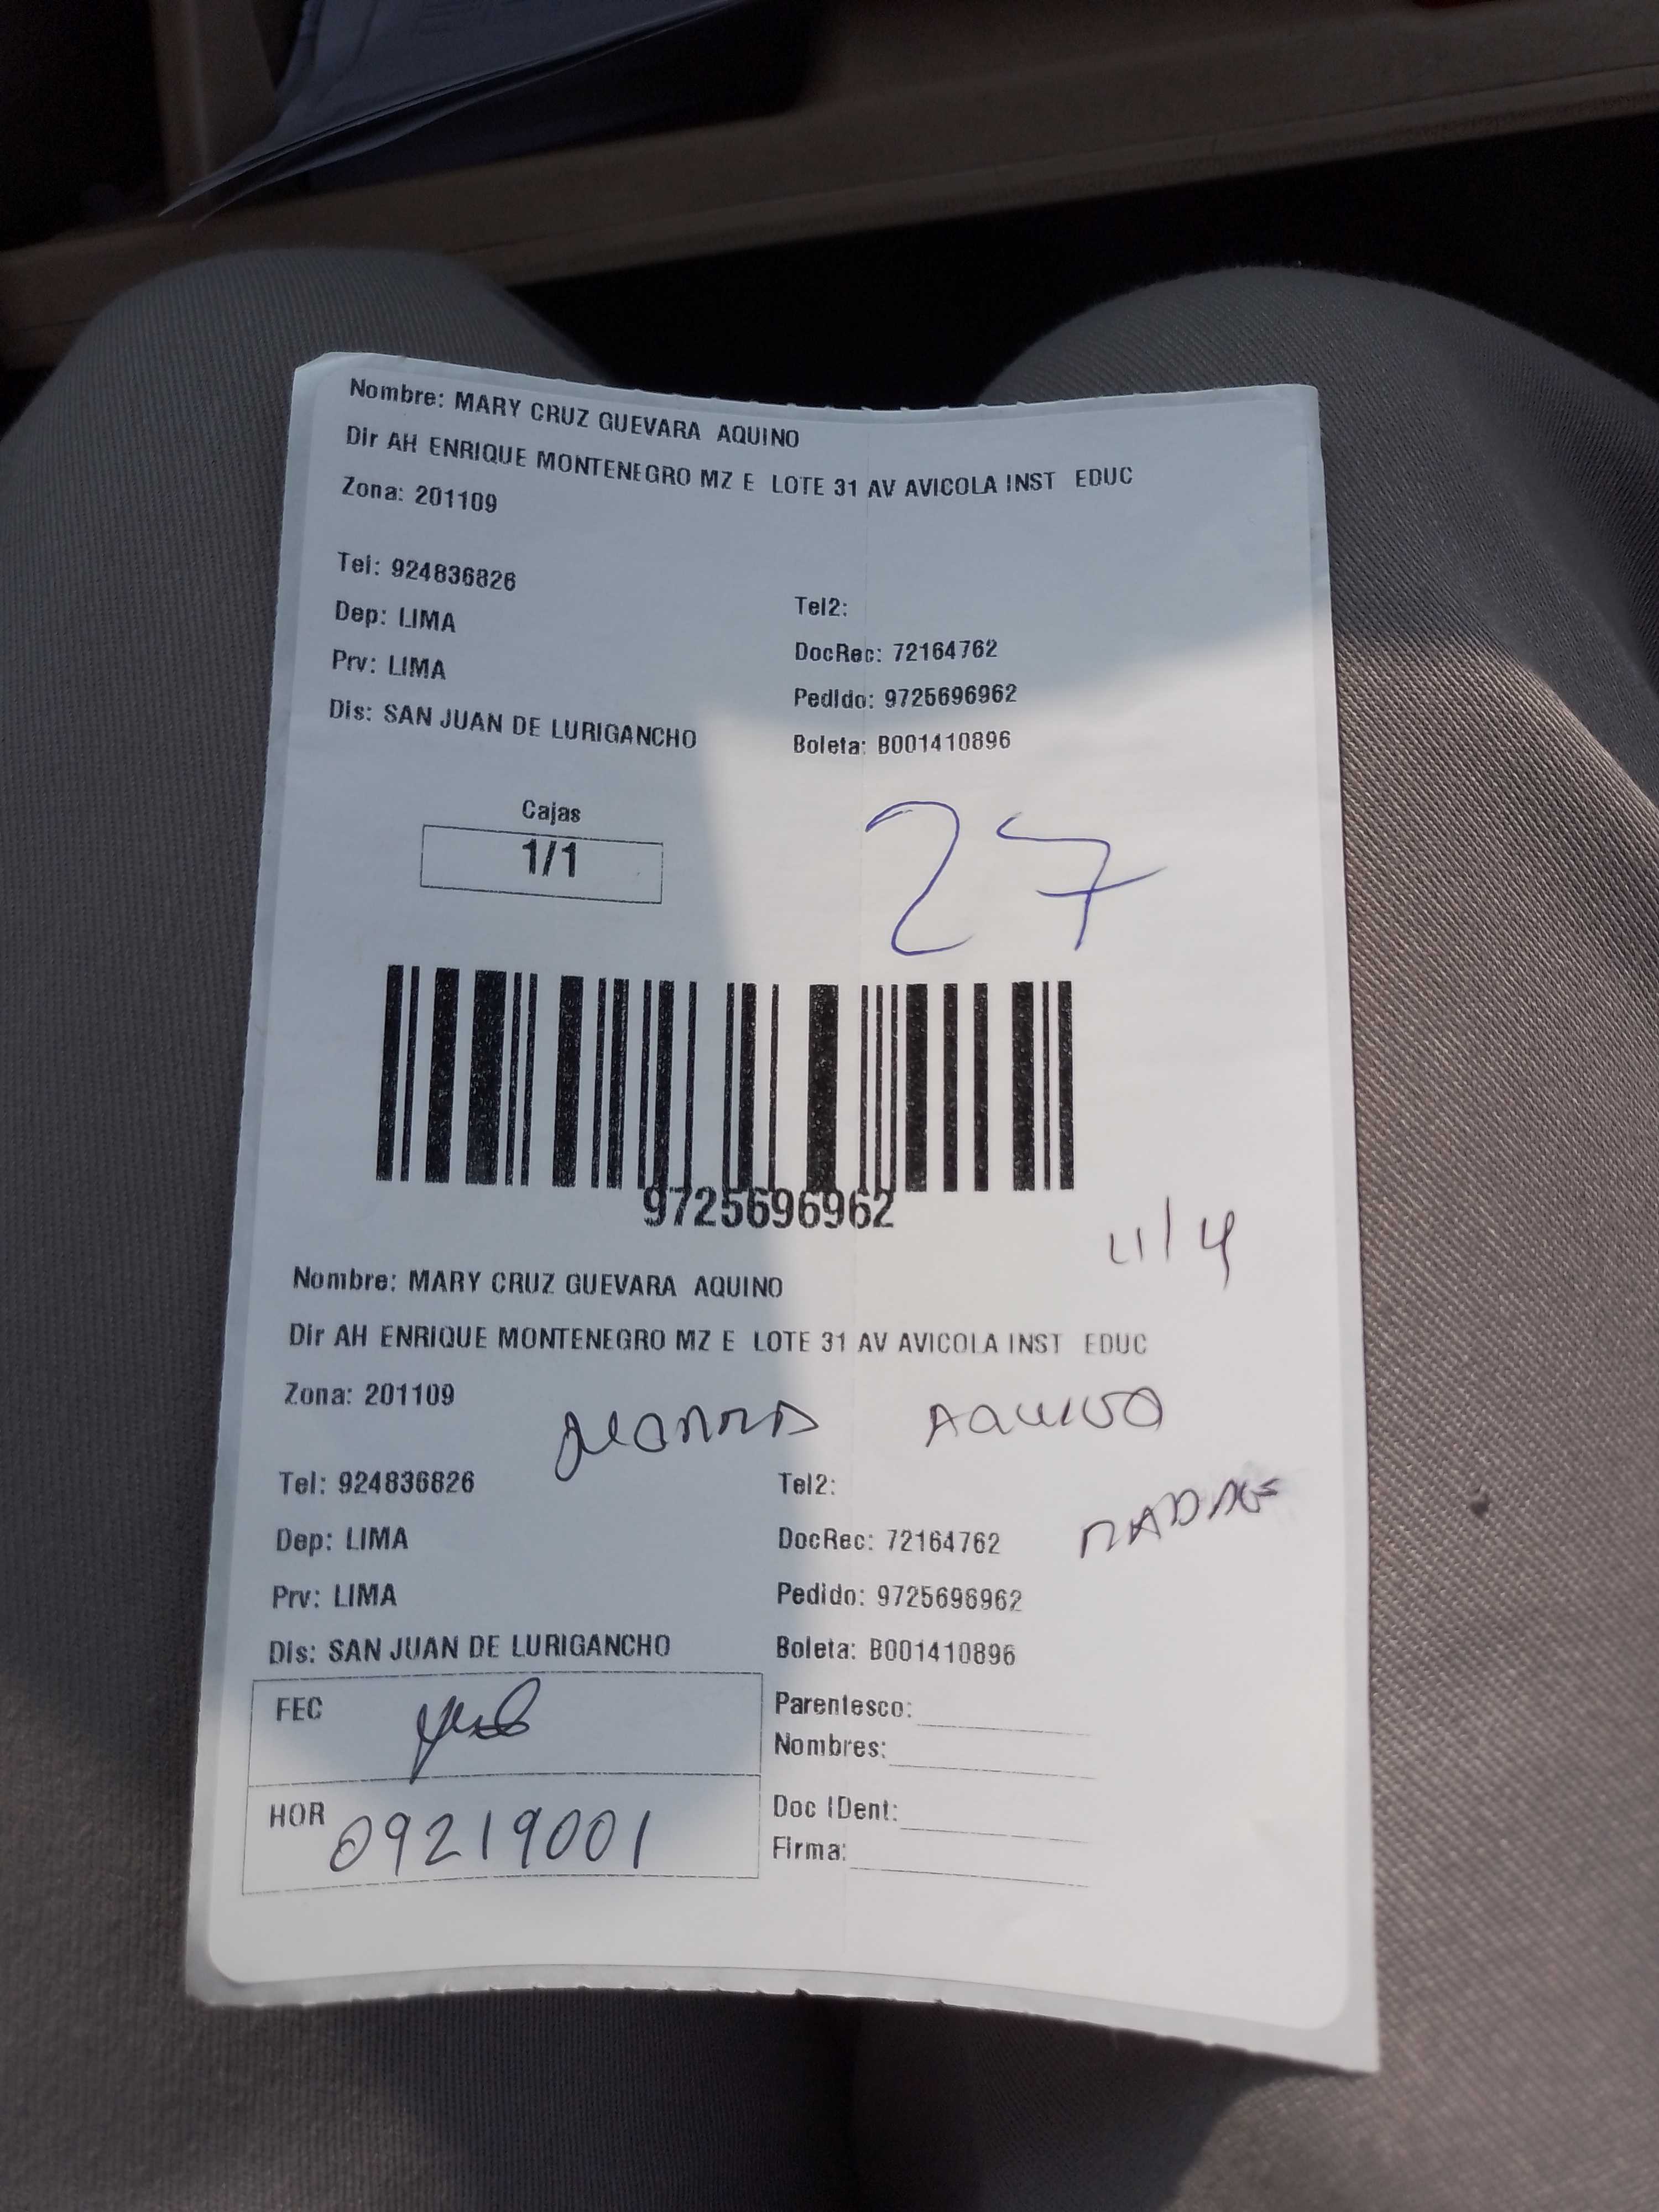 Nombre: MARY CRUZ GUEVARA AQUINO
Dir AH ENRIQUE MONTENEGRO MZ E LOTE 31 AV AVICOLA INST EDUC
Zona: 201109
Tel: 924836826
Tel2:
Dep: LIMA
DocRec: 72164762
Prv: LIMA
Pedido: 9725696962
Dis: SAN JUAN DE LURIGANCHO
Boleta: B001410896
Cajas
1/1
27
9725696962
Nombre: MARY CRUZ GUEVARA AQUINO
Dir AH ENRIQUE MONTENEGRO MZ E LOTE 31 AV AVICOLA INST EDUC
Zona: 201109
AQUINO
Tel: 924836826
Tel2:
MADRE
Dep: LIMA
DocRec: 72164762
Prv: LIMA
Pedido: 9725696962
Dis: SAN JUAN DE LURIGANCHO
Boleta: B001410896
FEC
Parentesco:
Nombres:
HOR 09219001
Doc IDent:
Firma: